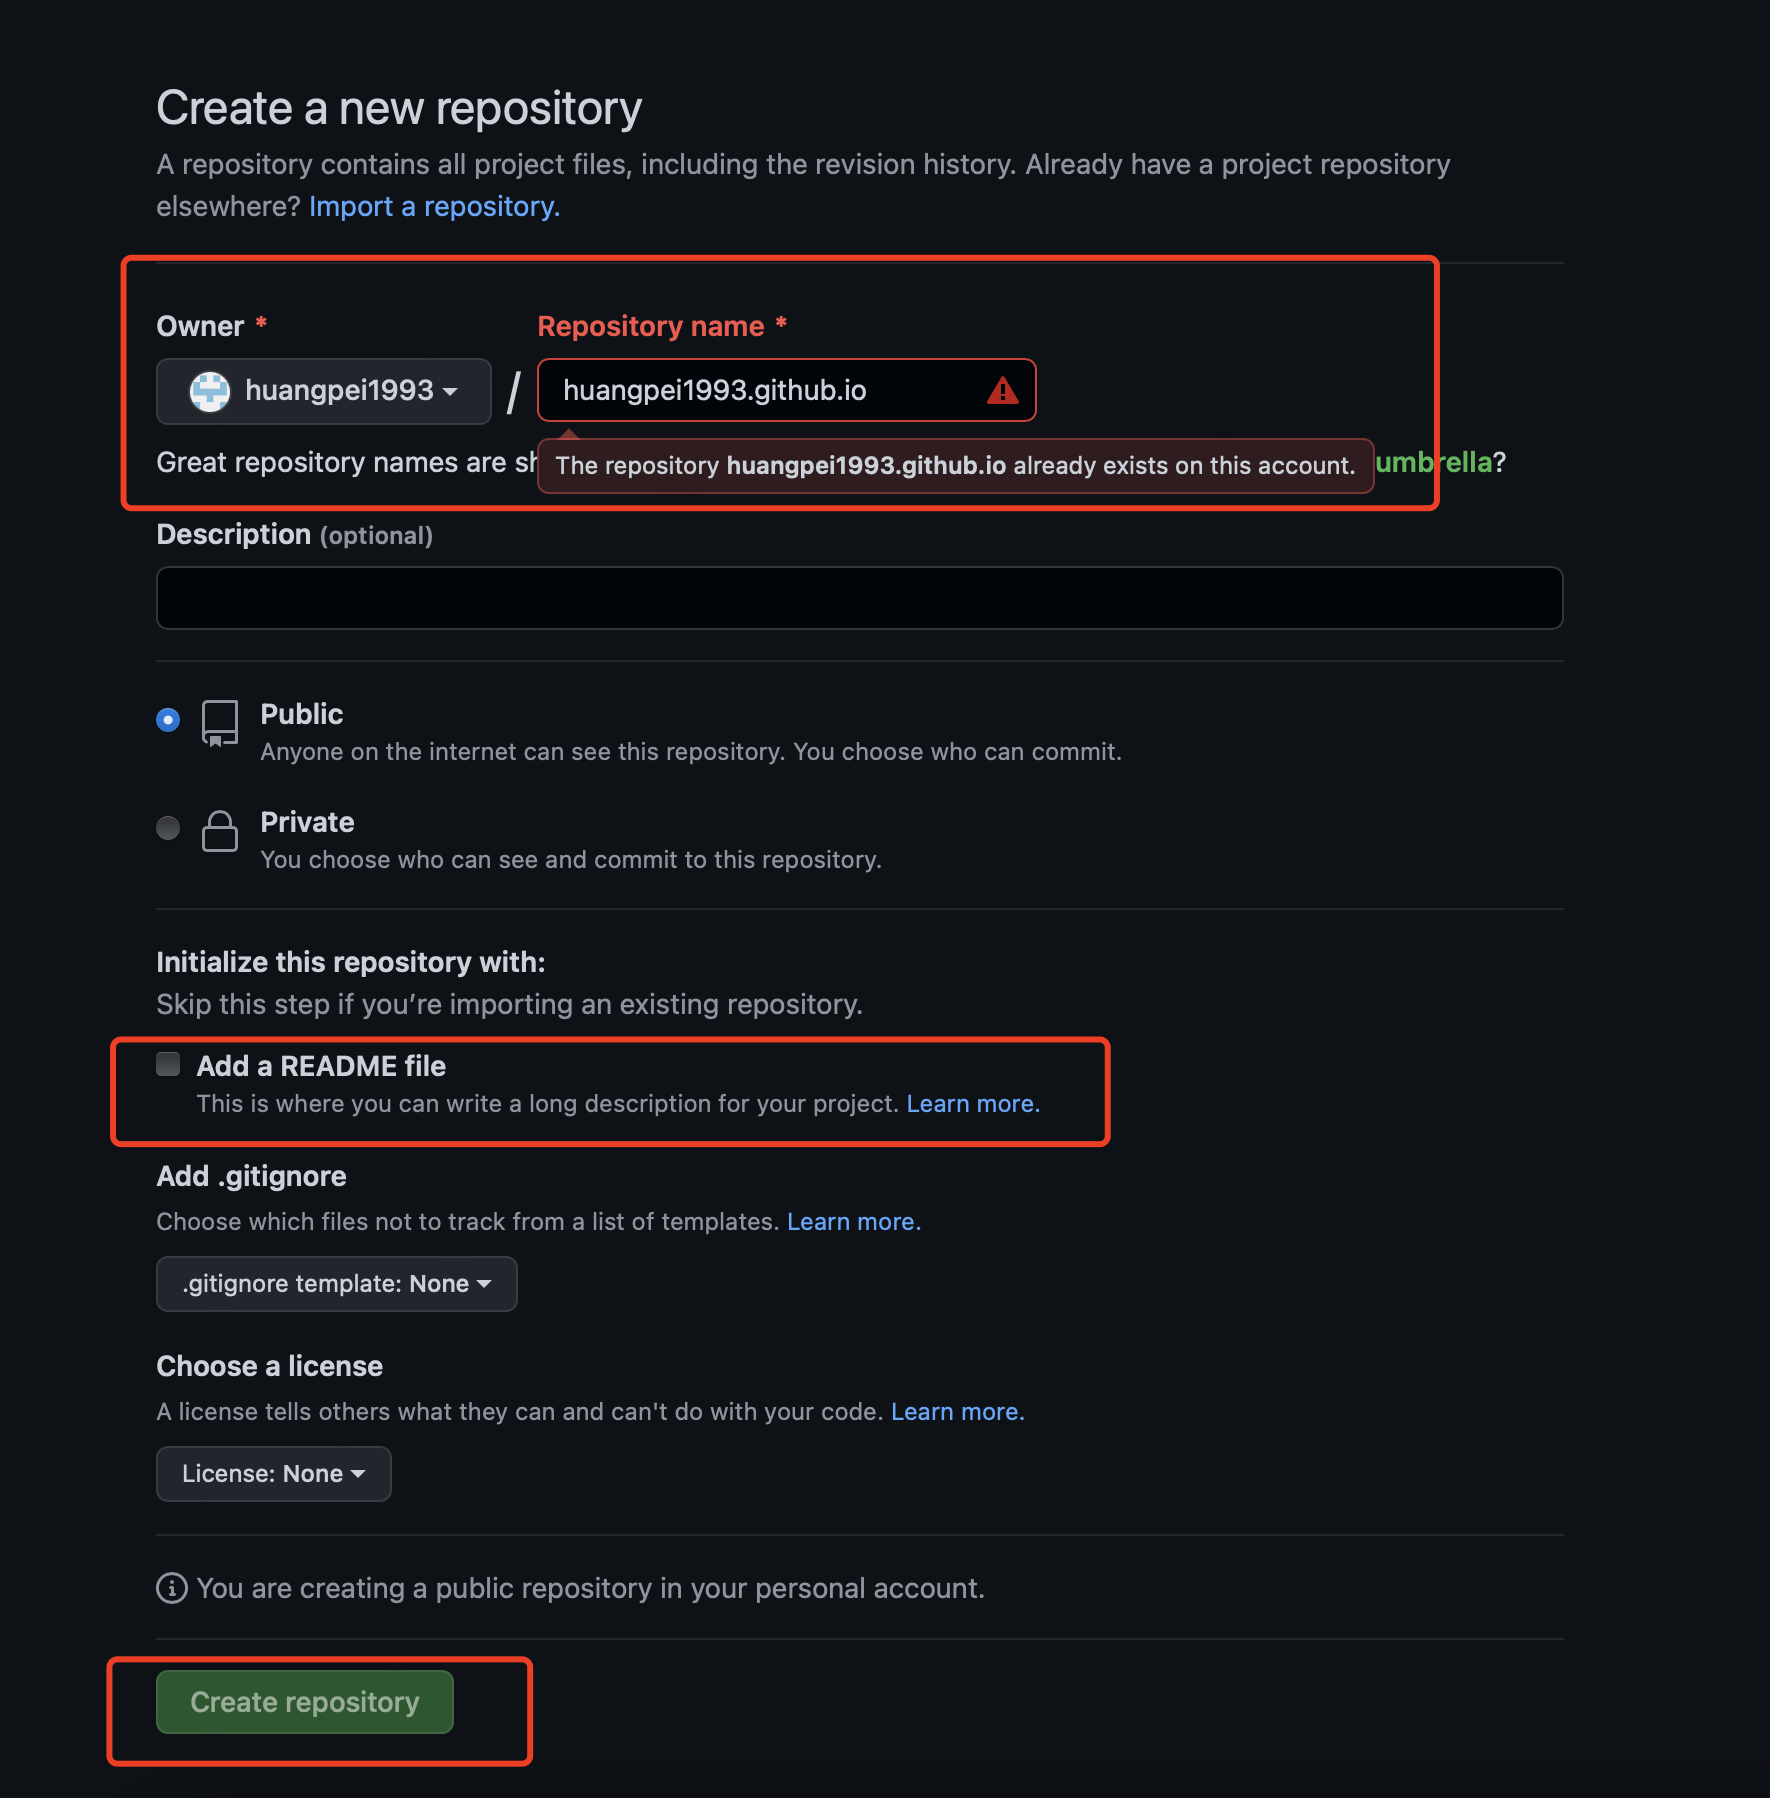 Create a new repository
A repository contains all project files, including the revision history. Already have a project repository
elsewhere? Import a repository.
Owner * Repository name *
huangpei1993 / huangpei1993.github.io
Great repository names are sh The repository huangpei1993.github.io already exists on this account. umbrella?
Description (optional)
Public
Anyone on the internet can see this repository. You choose who can commit.
Private
You choose who can see and commit to this repository.
Initialize this repository with:
Skip this step if you’re importing an existing repository.
Add a README file
This is where you can write a long description for your project. Learn more.
Add .gitignore
Choose which files not to track from a list of templates. Learn more.
.gitignore template: None
Choose a license
A license tells others what they can and can't do with your code. Learn more.
License: None
You are creating a public repository in your personal account.
Create repository